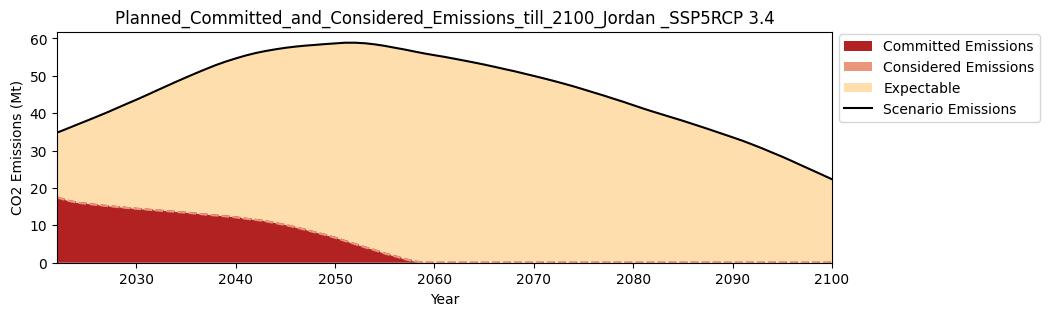 Planned_Committed_and_Considered_Emissions_till_2100_Jordan _SSP5RCP 3.4
CO2 Emissions (Mt)
60
50
40
30
20
10
0
2030 2040 2050 2060 2070 2080 2090 2100
Year
Committed Emissions
Considered Emissions
Expectable
Scenario Emissions